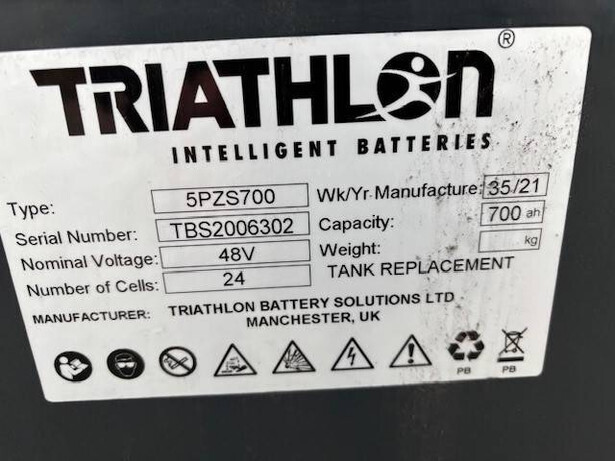 TRIATHLON®
INTELLIGENT BATTERIES
Type: 5PZS700 Wk/Yr Manufacture: 35/21
Serial Number: TBS2006302 Capacity: 700 ah
Nominal Voltage: 48V Weight: kg
Number of Cells: 24 TANK REPLACEMENT
MANUFACTURER: TRIATHLON BATTERY SOLUTIONS LTD
MANCHESTER, UK
PB PB